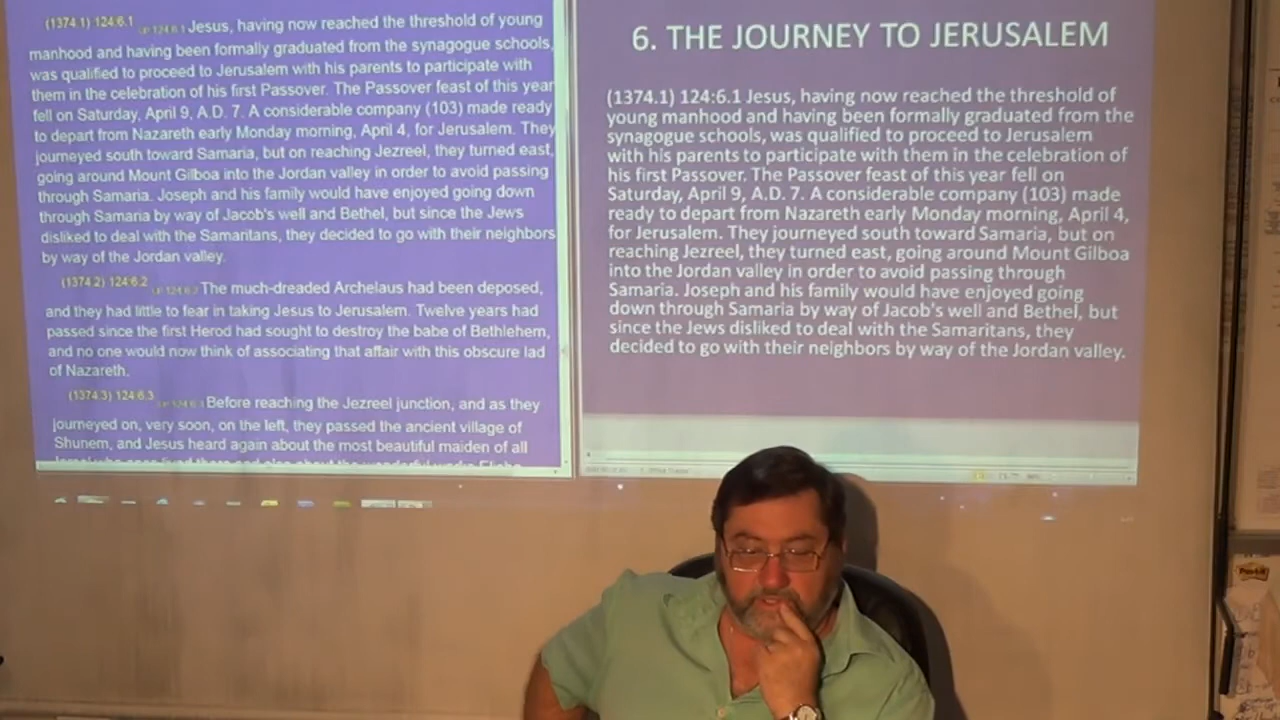 (1374.1) 124:6.1 Jesus, having now reached the threshold of young
manhood and having been formally graduated from the synagogue schools,
was qualified to proceed to Jerusalem with his parents to participate with
them in the celebration of his first Passover. The Passover feast of this year
fell on Saturday, April 9, A.D. 7. A considerable company (103) made ready
to depart from Nazareth early Monday morning, April 4, for Jerusalem. They
journeyed south toward Samaria, but on reaching Jezreel, they turned east,
going around Mount Gilboa into the Jordan valley in order to avoid passing
through Samaria. Joseph and his family would have enjoyed going down
through Samaria by way of Jacob's well and Bethel, but since the Jews
disliked to deal with the Samaritans, they decided to go with their neighbors
by way of the Jordan valley.
(1374.2) 124:6.2 The much-dreaded Archelaus had been deposed,
and they had little to fear in taking Jesus to Jerusalem. Twelve years had
passed since the first Herod had sought to destroy the babe of Bethlehem,
and no one would now think of associating that affair with this obscure lad
of Nazareth.
(1374.3) 124:6.3 Before reaching the Jezreel junction, and as they
journeyed on, very soon, on the left, they passed the ancient village of
Shunem, and Jesus heard again about the most beautiful maiden of all
6. THE JOURNEY TO JERUSALEM
(1374.1) 124:6.1 Jesus, having now reached the threshold of
young manhood and having been formally graduated from the
synagogue schools, was qualified to proceed to Jerusalem
with his parents to participate with them in the celebration of
his first Passover. The Passover feast of this year fell on
Saturday, April 9, A.D. 7. A considerable company (103) made
ready to depart from Nazareth early Monday morning, April 4,
for Jerusalem. They journeyed south toward Samaria, but on
reaching Jezreel, they turned east, going around Mount Gilboa
into the Jordan valley in order to avoid passing through
Samaria. Joseph and his family would have enjoyed going
down through Samaria by way of Jacob's well and Bethel, but
since the Jews disliked to deal with the Samaritans, they
decided to go with their neighbors by way of the Jordan valley.
Post-it